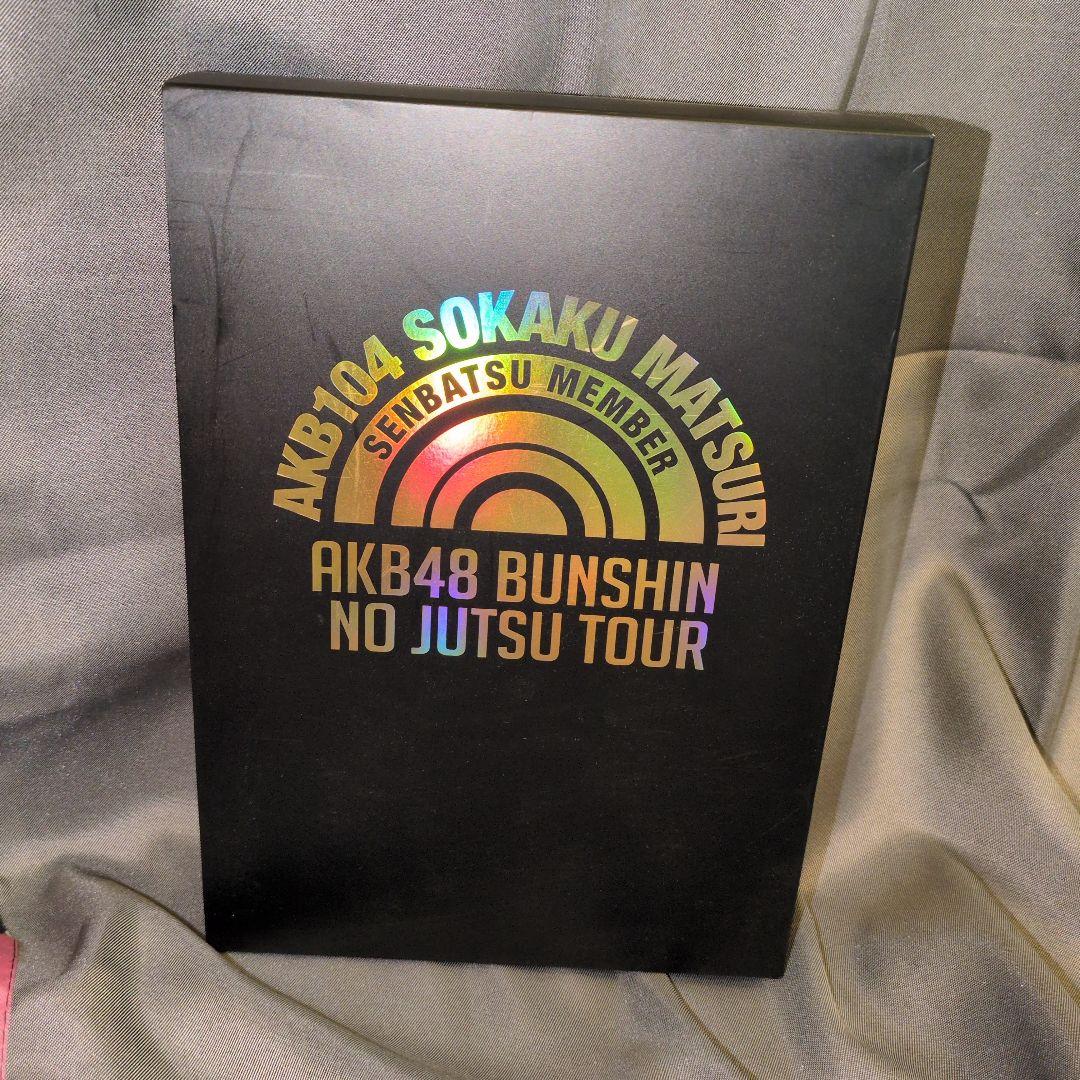 AKB104 SOKAKU MATSURI
SENBATSU MEMBER
AKB48 BUNSHIN
NO JUTSU TOUR